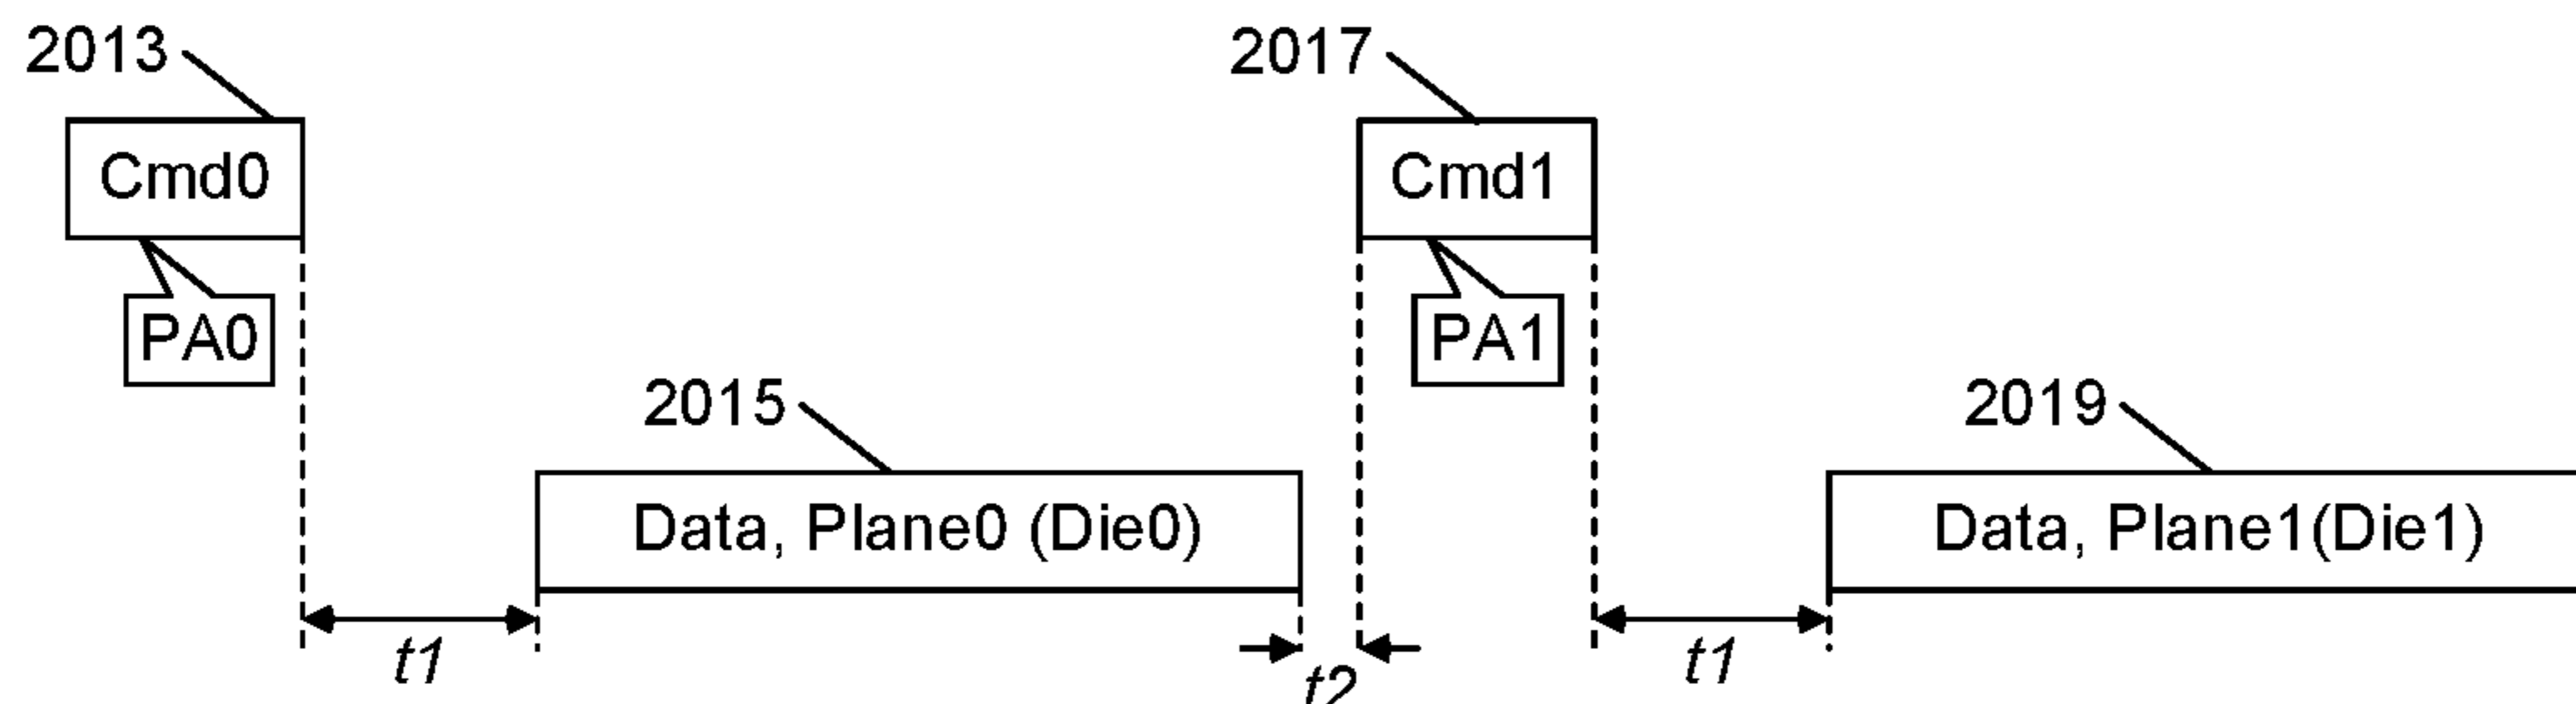 2013
2017
Cmd0
Cmd1
PA0
PA1
2015
2019
Data, Plane0 (Die0)
Data, Plane1(Die1)
t1
t2
t1